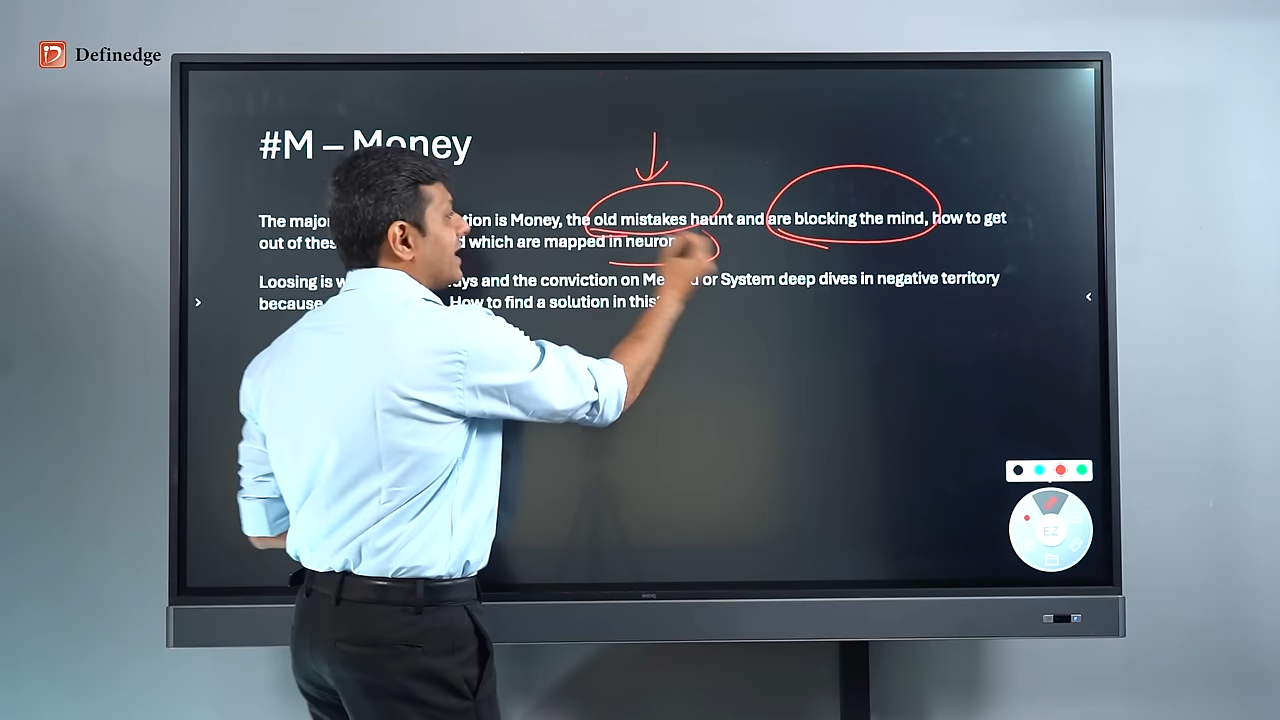 Definedge
#M – Money
The major tion is Money, the old mistakes haunt and are blocking the mind, how to get
out of thes d which are mapped in neuron
Loosing is w ays and the conviction on Me d or System deep dives in negative territory
because How to find a solution in this
EZ